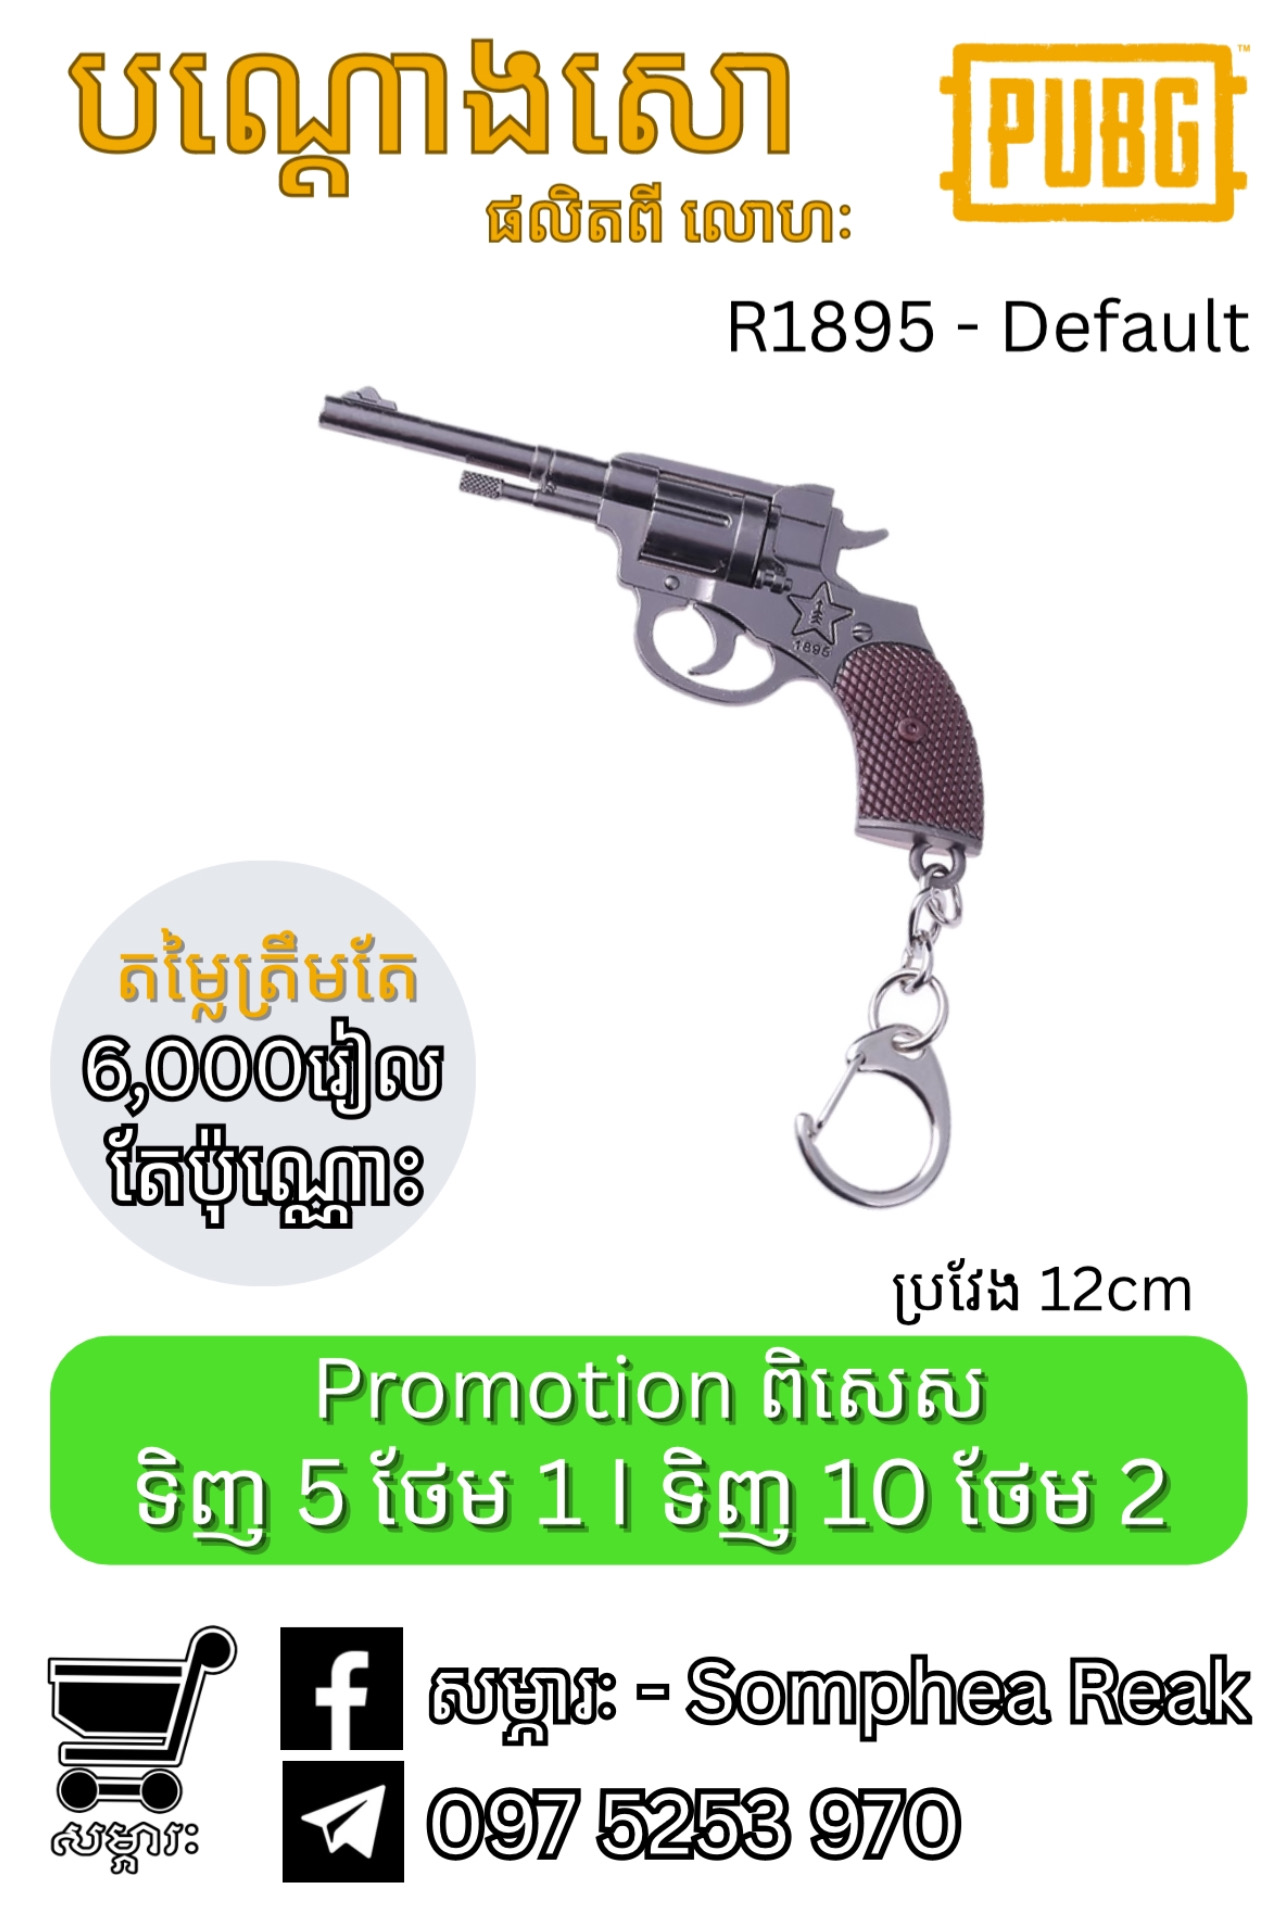 បណ្ដោងសោ
PUBG™
ផលិតពី លោហៈ
R1895 - Default
1895
តម្លៃត្រឹមតែ
6,000រៀល
តែប៉ុណ្ណោះ
ប្រវែង 12cm
Promotion ពិសេស
ទិញ 5 ថែម 1 | ទិញ 10 ថែម 2
សម្ភារៈ - Somphea Reak
097 5253 970
សម្ភារៈ